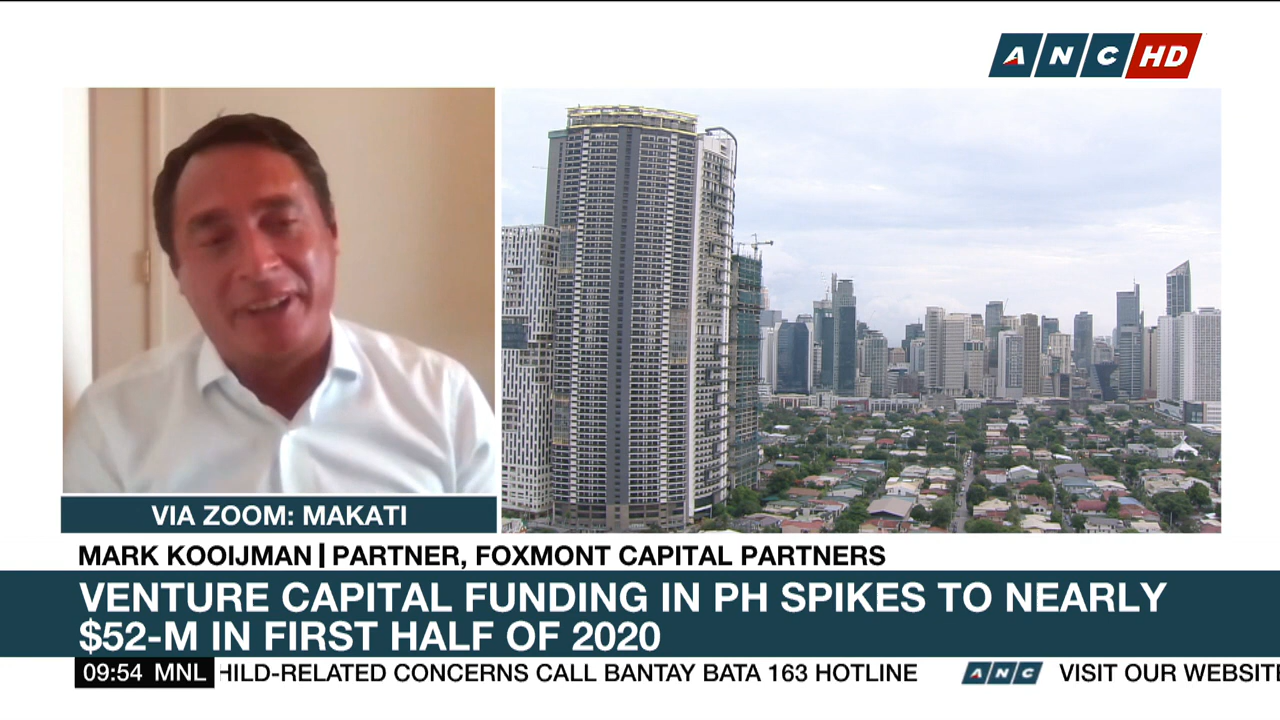 ANC HD
VIA ZOOM: MAKATI
MARK KOOIJMAN | PARTNER, FOXMONT CAPITAL PARTNERS
VENTURE CAPITAL FUNDING IN PH SPIKES TO NEARLY
$52-M IN FIRST HALF OF 2020
09:54 MNL HILD-RELATED CONCERNS CALL BANTAY BATA 163 HOTLINE ANC VISIT OUR WEBSITE